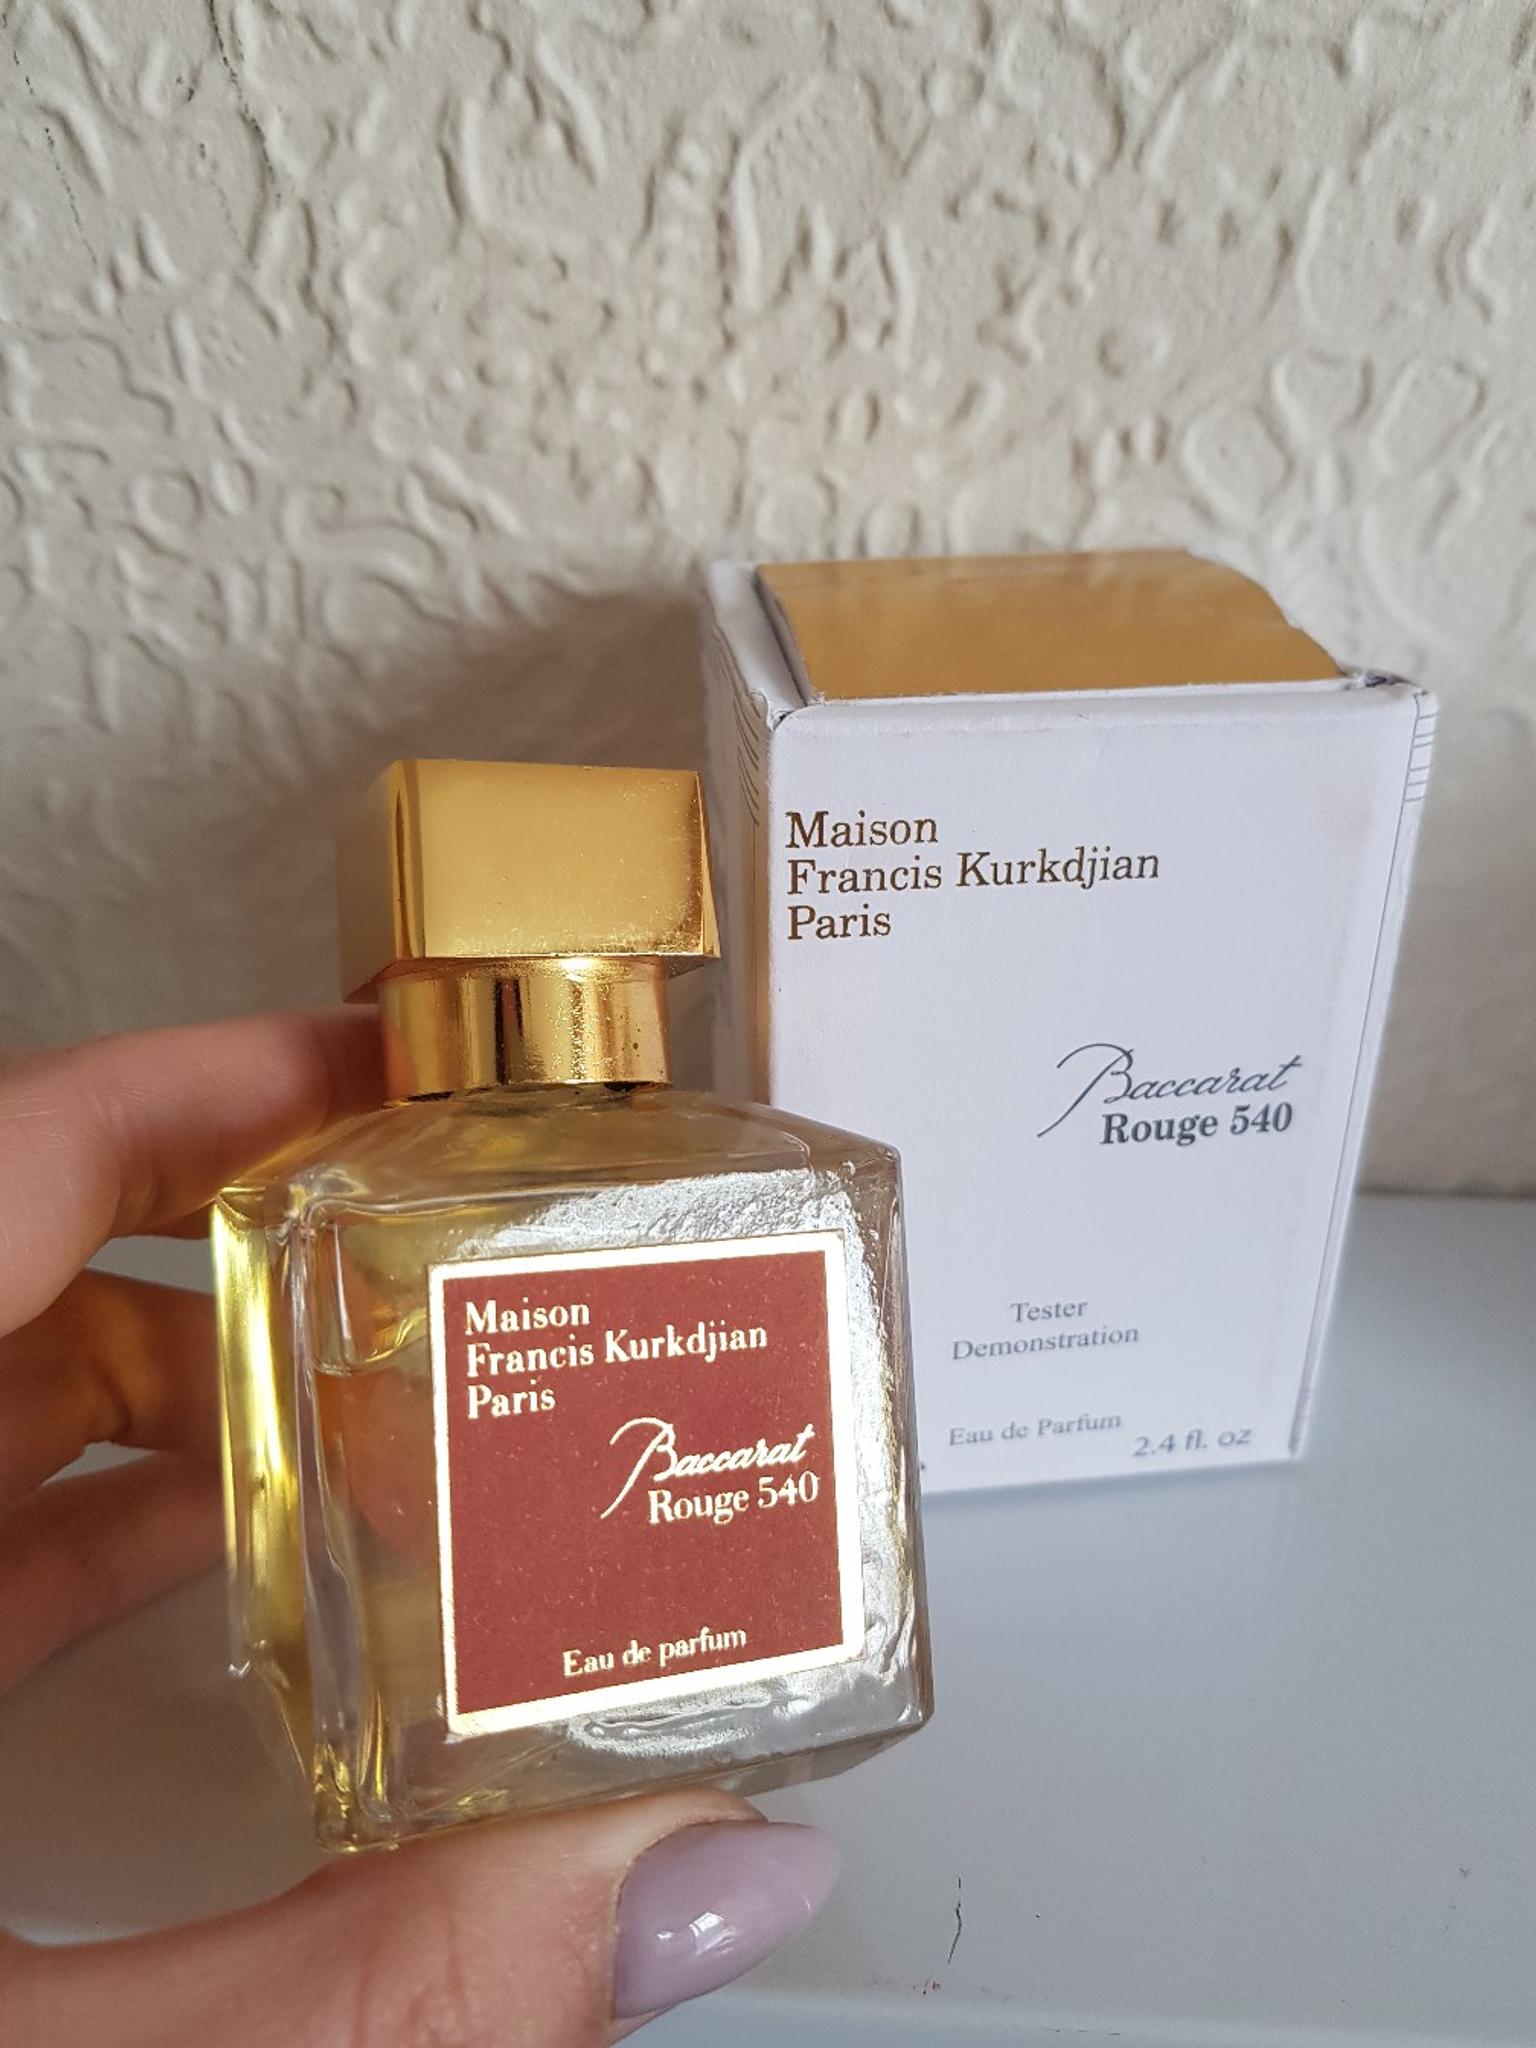 Maison
Francis Kurkdjian
Paris
Baccarat
Rouge 540
Tester
Demonstration
Eau de Parfum 2.4 fl. oz
Maison
Francis Kurkdjian
Paris
Baccarat
Rouge 540
Eau de parfum